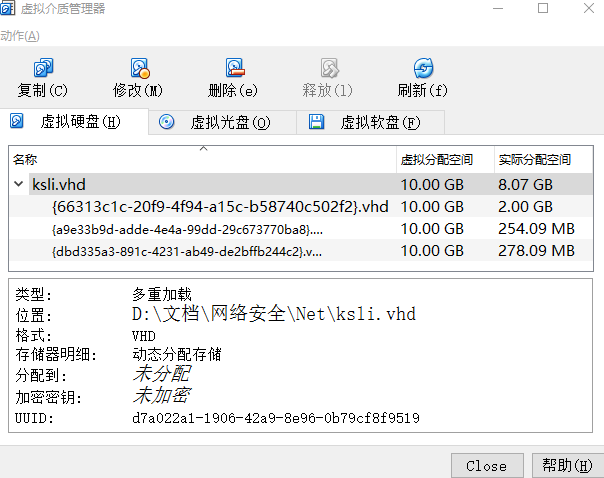 虚拟介质管理器
动作(A)
复制(C) 修改(M) 删除(e) 释放(l) 刷新(f)
虚拟硬盘(H) 虚拟光盘(O) 虚拟软盘(F)
名称 虚拟分配空间 实际分配空间
ksli.vhd 10.00 GB 8.07 GB
{66313c1c-20f9-4f94-a15c-b58740c502f2}.vhd 10.00 GB 2.00 GB
{a9e33b9d-adde-4e4a-99dd-29c673770ba8}.... 10.00 GB 254.09 MB
{dbd335a3-891c-4231-ab49-de2bffb244c2}.v... 10.00 GB 278.09 MB
类型: 多重加载
位置: D:\文档\网络安全\Net\ksli.vhd
格式: VHD
存储器明细: 动态分配存储
分配到: 未分配
加密密钥: 未加密
UUID: d7a022a1-1906-42a9-8e96-0b79cf8f9519
Close 帮助(H)